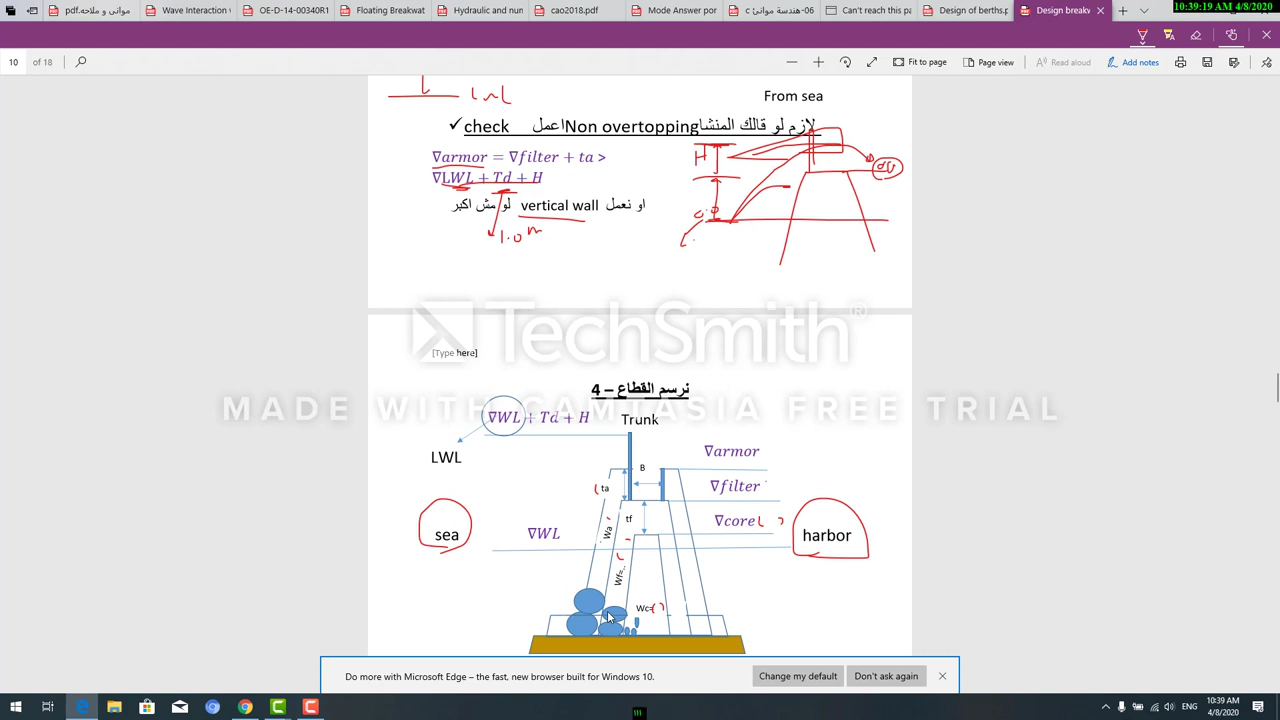 موانئ و ملاحه.pdf
Wave Interaction v
OE-D-14-00340R1
Floating Breakwat
Hydraulic and nur
cao2018.pdf
Mode Answer por
06-هندسة موانئ c
Can't reach this pa
Design of berths.p
Design breakw
10:39:19 AM 4/8/2020
10 of 18
Fit to page
Page view
Read aloud
Add notes
From sea
✓check اعمل Non overtopping لازم لو قالك المنشا
∇armor = ∇filter + ta >
∇LWL + Td + H
لو مش اكبر vertical wall او نعمل
1.0 m
H
TechSmith®
[Type here]
MADE WITH CAMTASIA FREE TRIAL
4 – نرسم القطاع
∇WL + Td + H
Trunk
LWL
B
∇armor
ta
∇filter
tf
∇core ( )
sea
∇WL
Wa
harbor
Wf=..
Wc=( )
Do more with Microsoft Edge – the fast, new browser built for Windows 10.
Change my default
Don't ask again
10:39 AM
4/8/2020